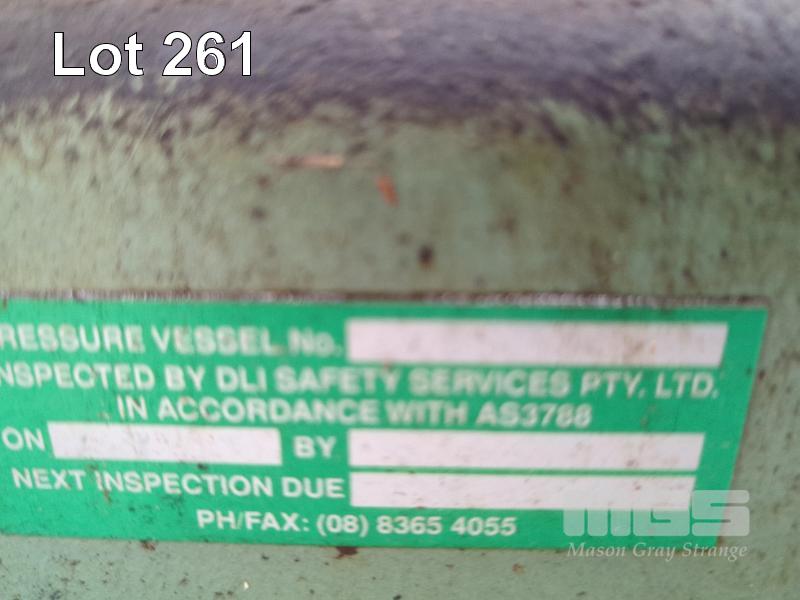 Lot 261
RESSURE VESSEL No.
NSPECTED BY DLI SAFETY SERVICES PTY. LTD.
IN ACCORDANCE WITH AS3788
ON BY
NEXT INSPECTION DUE
PH/FAX: (08) 8365 4055
MGS
Mason Gray Strange